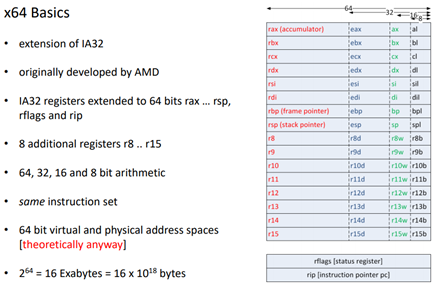 x64 Basics
• extension of IA32
• originally developed by AMD
• IA32 registers extended to 64 bits rax ... rsp,
rflags and rip
• 8 additional registers r8 .. r15
• 64, 32, 16 and 8 bit arithmetic
• same instruction set
• 64 bit virtual and physical address spaces
[theoretically anyway]
• 2^64 = 16 Exabytes = 16 x 10^18 bytes
64
32
16
8
rax (accumulator) eax ax al
rbx ebx bx bl
rcx ecx cx cl
rdx edx dx dl
rsi esi si sil
rdi edi di dil
rbp (frame pointer) ebp bp bpl
rsp (stack pointer) esp sp spl
r8 r8d r8w r8b
r9 r9d r9w r9b
r10 r10d r10w r10b
r11 r11d r11w r11b
r12 r12d r12w r12b
r13 r13d r13w r13b
r14 r14d r14w r14b
r15 r15d r15w r15b
rflags [status register]
rip [instruction pointer pc]